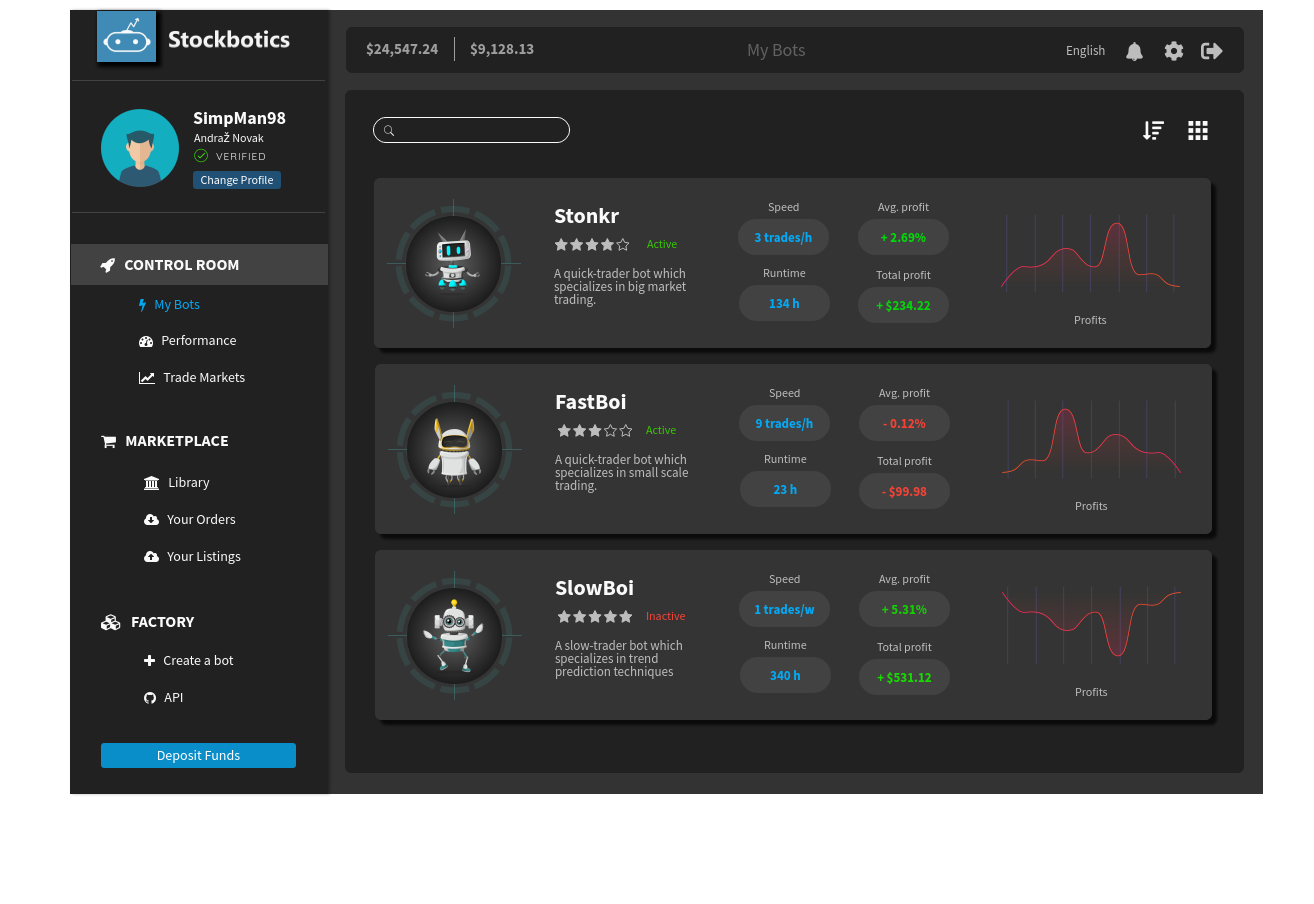 Stockbotics
$24,547.24
$9,128.13
My Bots
English
SimpMan98
Andraž Novak
VERIFIED
Change Profile
CONTROL ROOM
My Bots
Performance
Trade Markets
MARKETPLACE
Library
Your Orders
Your Listings
FACTORY
Create a bot
API
Deposit Funds
Stonkr
Active
A quick-trader bot which
specializes in big market
trading.
Speed
3 trades/h
Runtime
134 h
Avg. profit
+ 2.69%
Total profit
+ $234.22
Profits
FastBoi
Active
A quick-trader bot which
specializes in small scale
trading.
Speed
9 trades/h
Runtime
23 h
Avg. profit
- 0.12%
Total profit
- $99.98
Profits
SlowBoi
Inactive
A slow-trader bot which
specializes in trend
prediction techniques
Speed
1 trades/w
Runtime
340 h
Avg. profit
+ 5.31%
Total profit
+ $531.12
Profits